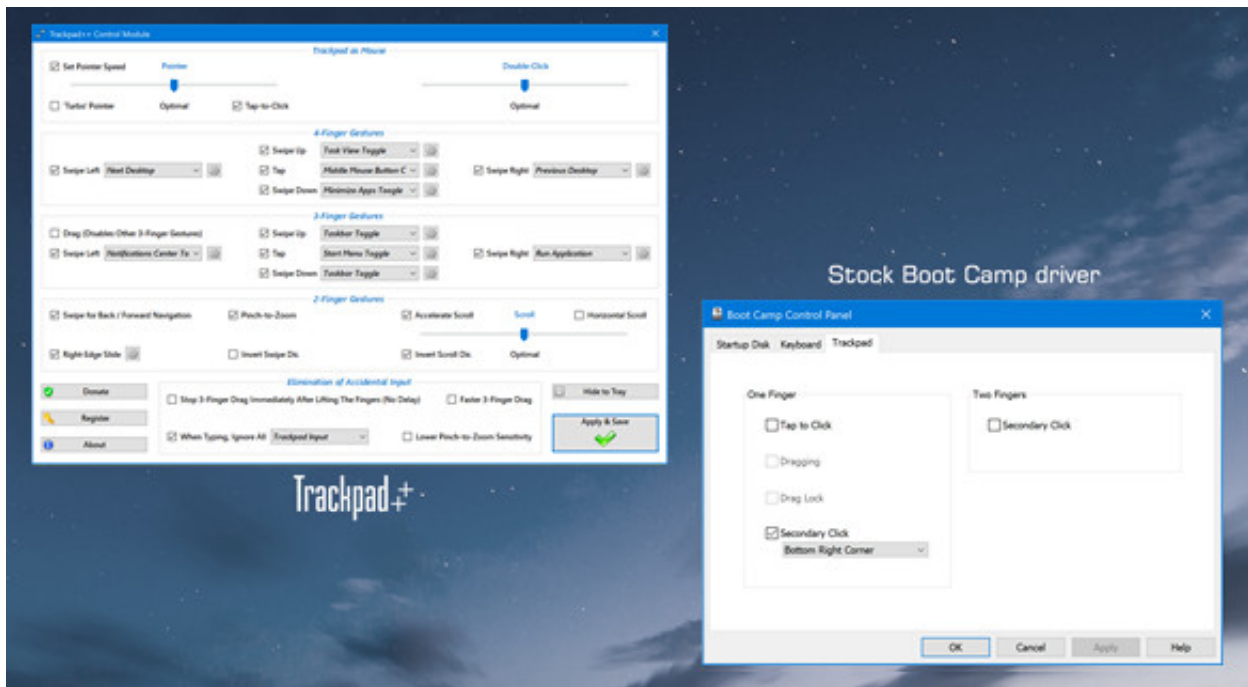 Trackpad++ Control Module
Trackpad as Mouse
Set Pointer Speed Pointer Double-Click
'Turbo' Pointer Optimal Tap-to-Click Optimal
4-Finger Gestures
Swipe Up Task View Toggle
Swipe Left Next Desktop Tap Middle Mouse Button C Swipe Right Previous Desktop
Swipe Down Minimize Apps Toogle
3-Finger Gestures
Drag (Disables Other 3-Finger Gestures) Swipe Up Taskbar Toggle
Swipe Left Notifications Center To Tap Start Menu Toggle Swipe Right Run Application
Swipe Down Taskbar Toggle
2-Finger Gestures
Swipe for Back / Forward Navigation Pinch-to-Zoom Accelerate Scroll Scroll Horizontal Scroll
Right-Edge Slide Invert Swipe Dir. Invert Scroll Dir. Optimal
Elimination of Accidental Input
Donate Stop 3-Finger Drag Immediately After Lifting The Fingers (No Delay) Faster 3-Finger Drag Hide to Tray
Register
About When Typing, Ignore All Trackpad Input Lower Pinch-to-Zoom Sensitivity Apply & Save
Trackpad++
Stock Boot Camp driver
Boot Camp Control Panel
Startup Disk Keyboard Trackpad
One Finger Two Fingers
Tap to Click Secondary Click
Dragging
Drag Lock
Secondary Click
Bottom Right Corner
OK Cancel Apply Help